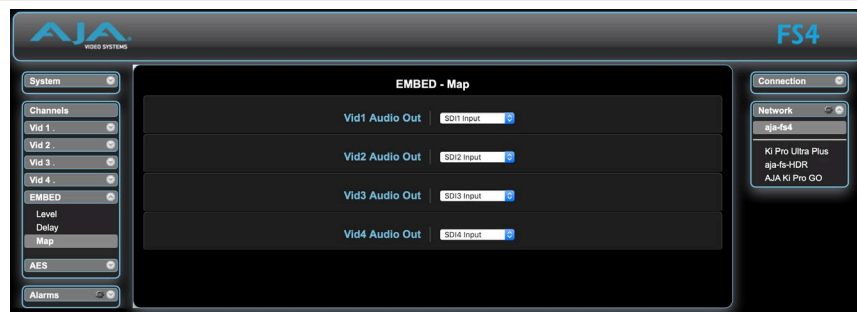 AJA
VIDEO SYSTEMS
FS4
System
Channels
Vid 1 .
Vid 2 .
Vid 3 .
Vid 4 .
EMBED
Level
Delay
Map
AES
Alarms
EMBED - Map
Vid1 Audio Out SDI1 Input
Vid2 Audio Out SDI2 Input
Vid3 Audio Out SDI3 Input
Vid4 Audio Out SDI4 Input
Connection
Network
aja-fs4
Ki Pro Ultra Plus
aja-fs-HDR
AJA Ki Pro GO